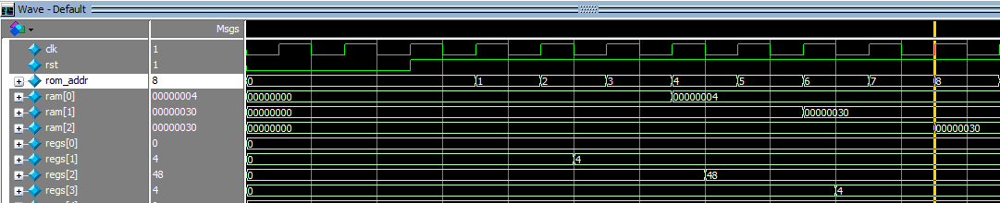 Wave - Default
Msgs
clk 1
rst 1
rom_addr 8 0 1 2 3 4 5 6 7 8
ram[0] 00000004 00000000 00000004
ram[1] 00000030 00000000 00000030
ram[2] 00000030 00000000 00000030
regs[0] 0 0
regs[1] 4 0 4
regs[2] 48 0 48
regs[3] 4 0 4